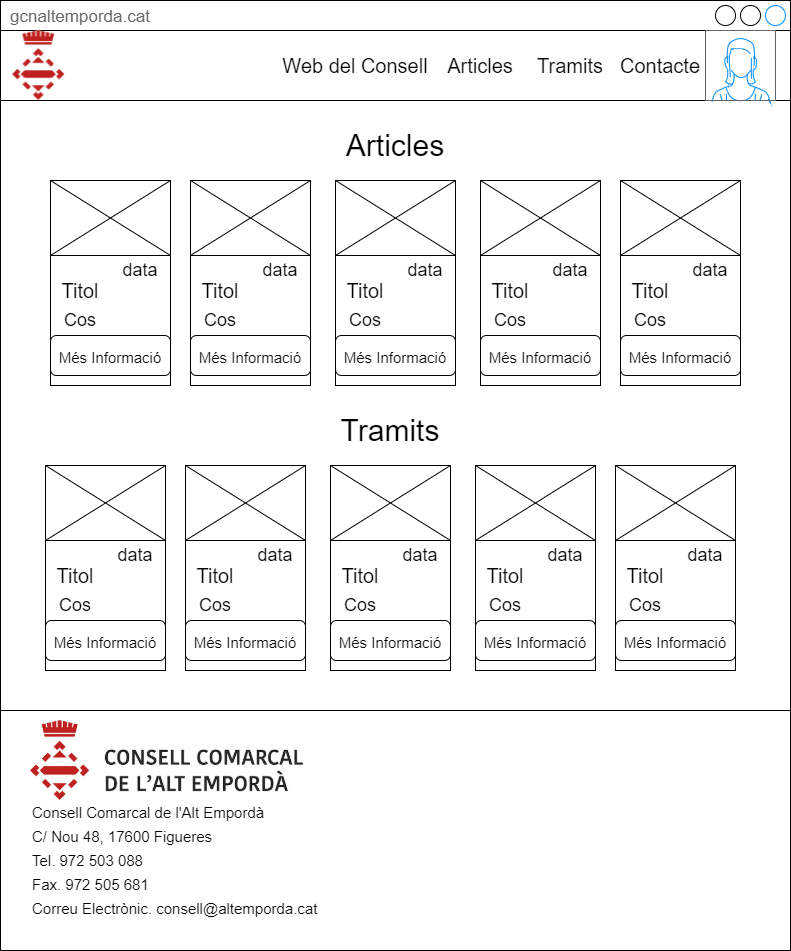 gcnaltemporda.cat
Web del Consell Articles Tramits Contacte
Articles
data data data data data
Titol Titol Titol Titol Titol
Cos Cos Cos Cos Cos
Més Informació Més Informació Més Informació Més Informació Més Informació
Tramits
data data data data data
Titol Titol Titol Titol Titol
Cos Cos Cos Cos Cos
Més Informació Més Informació Més Informació Més Informació Més Informació
CONSELL COMARCAL
DE L'ALT EMPORDÀ
Consell Comarcal de l'Alt Empordà
C/ Nou 48, 17600 Figueres
Tel. 972 503 088
Fax. 972 505 681
Correu Electrònic. consell@altemporda.cat